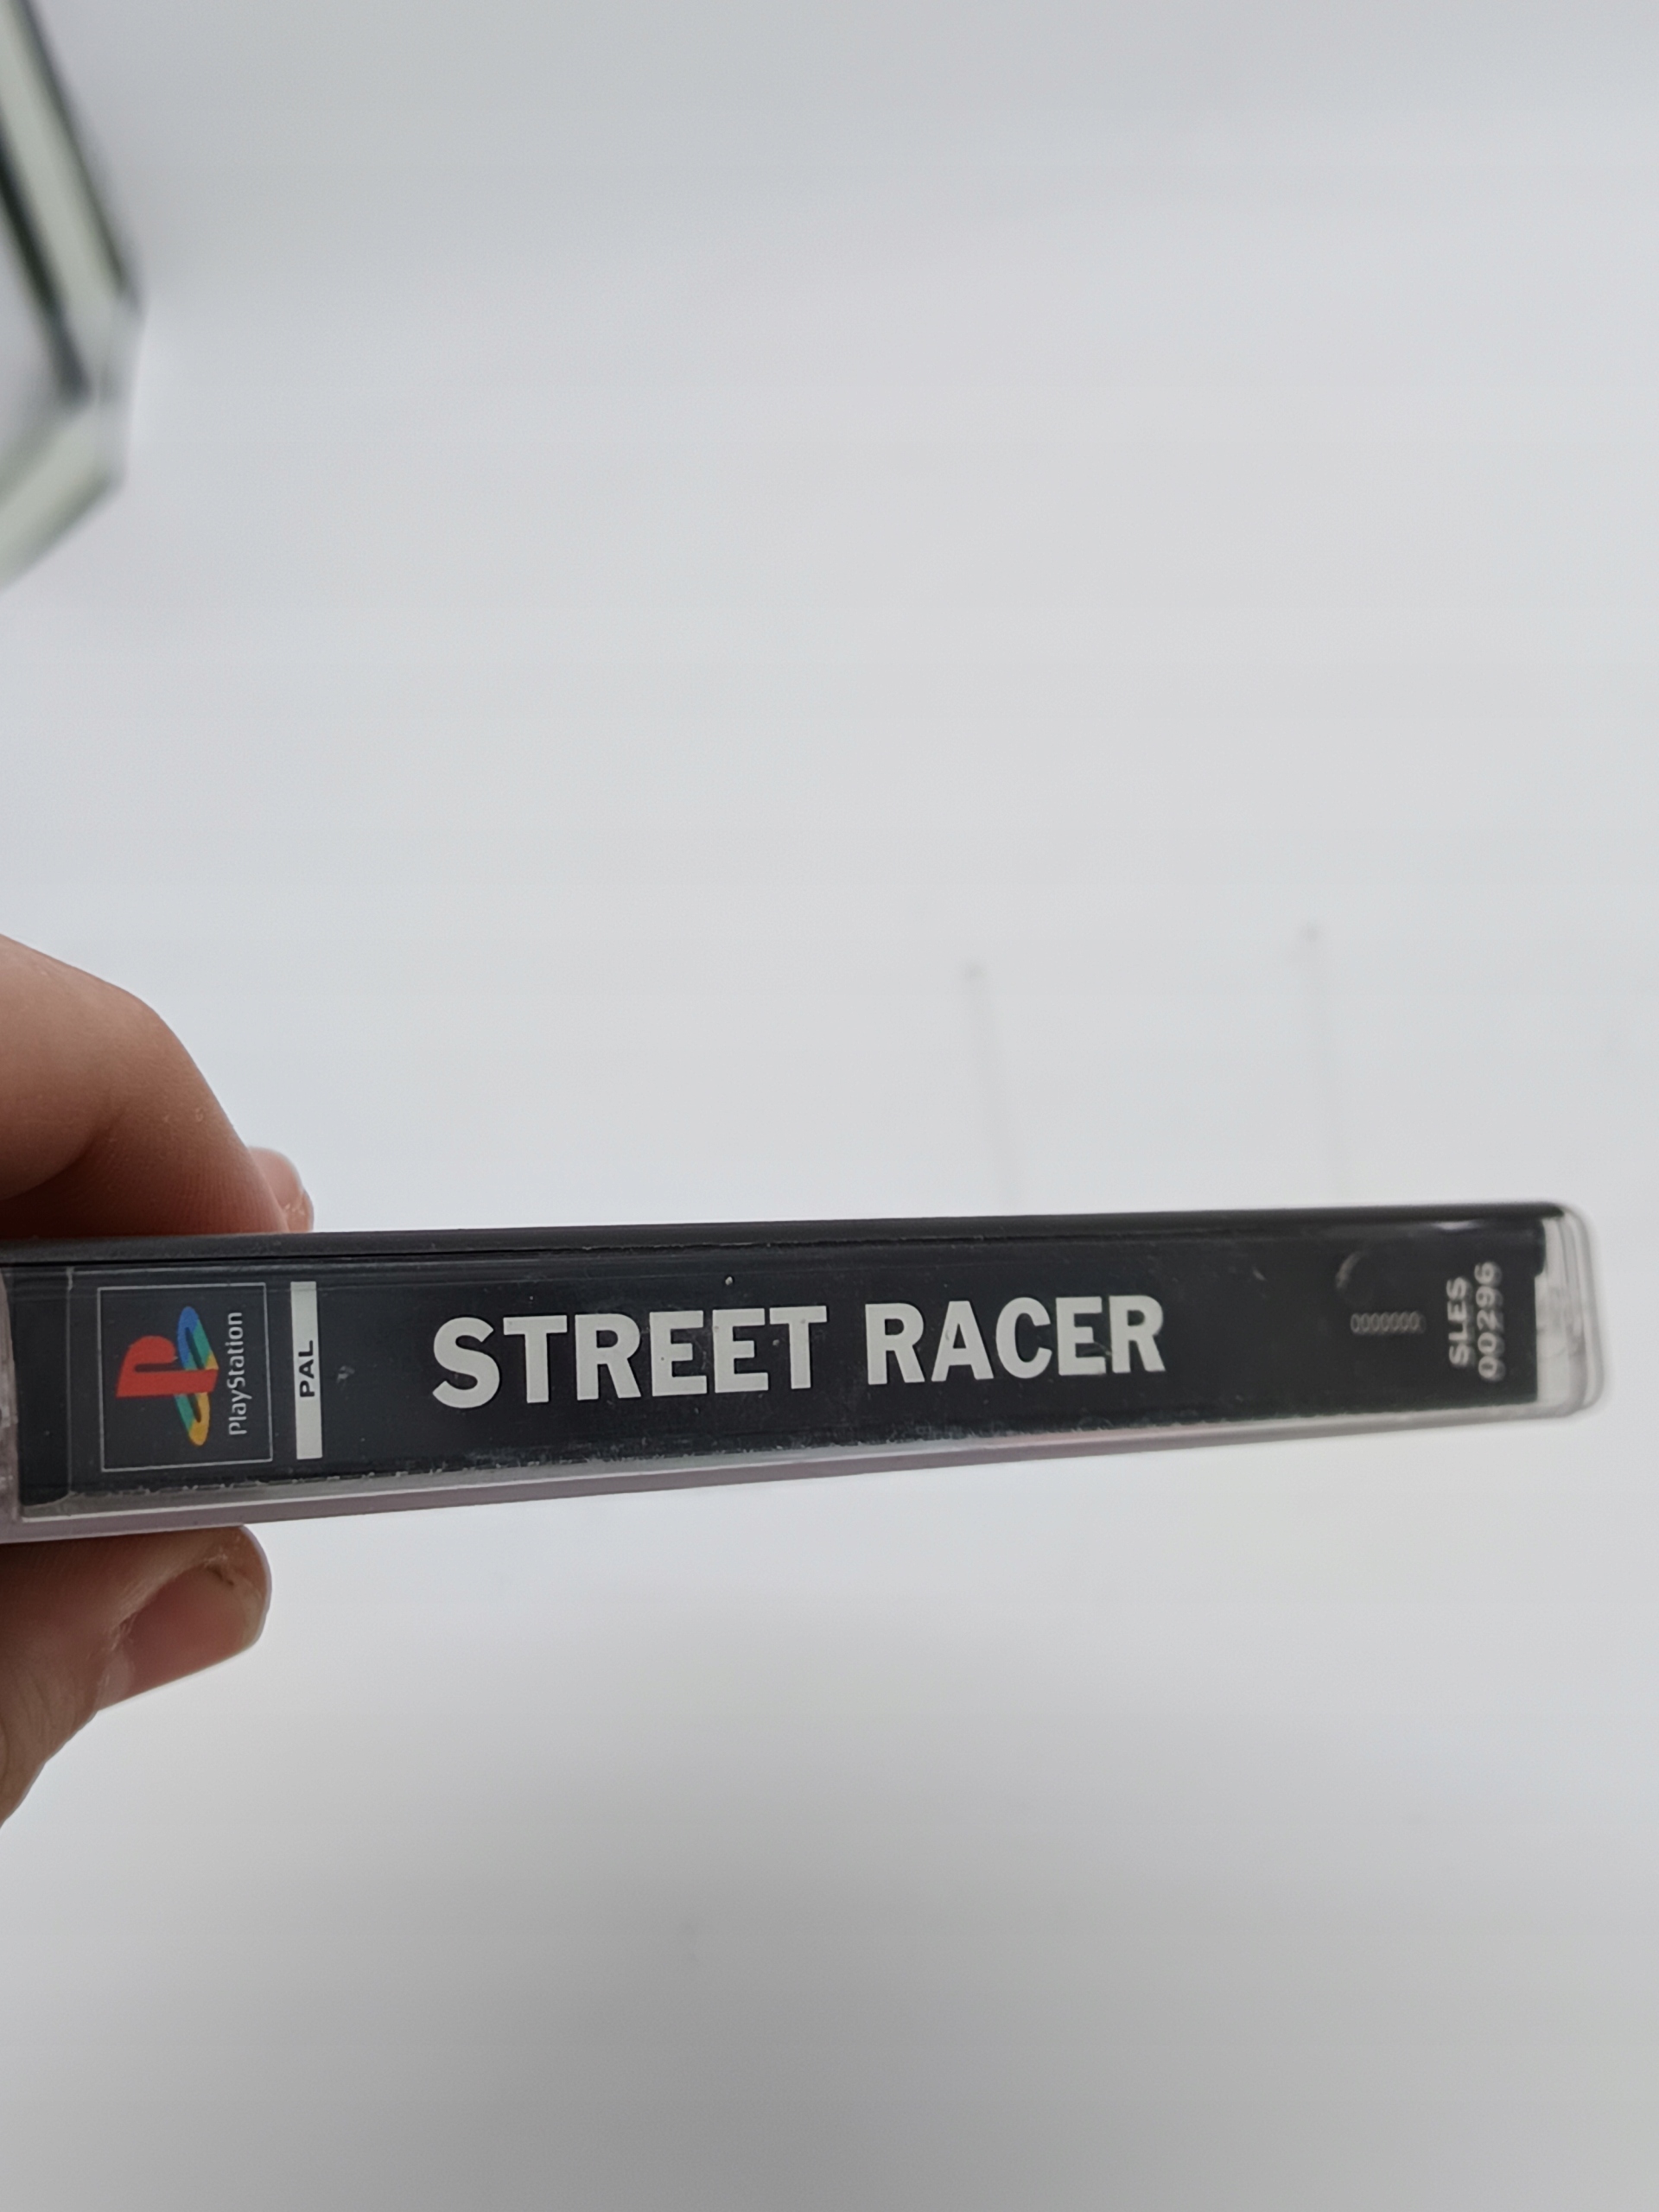 PlayStation
PAL
STREET RACER
SLES
00296